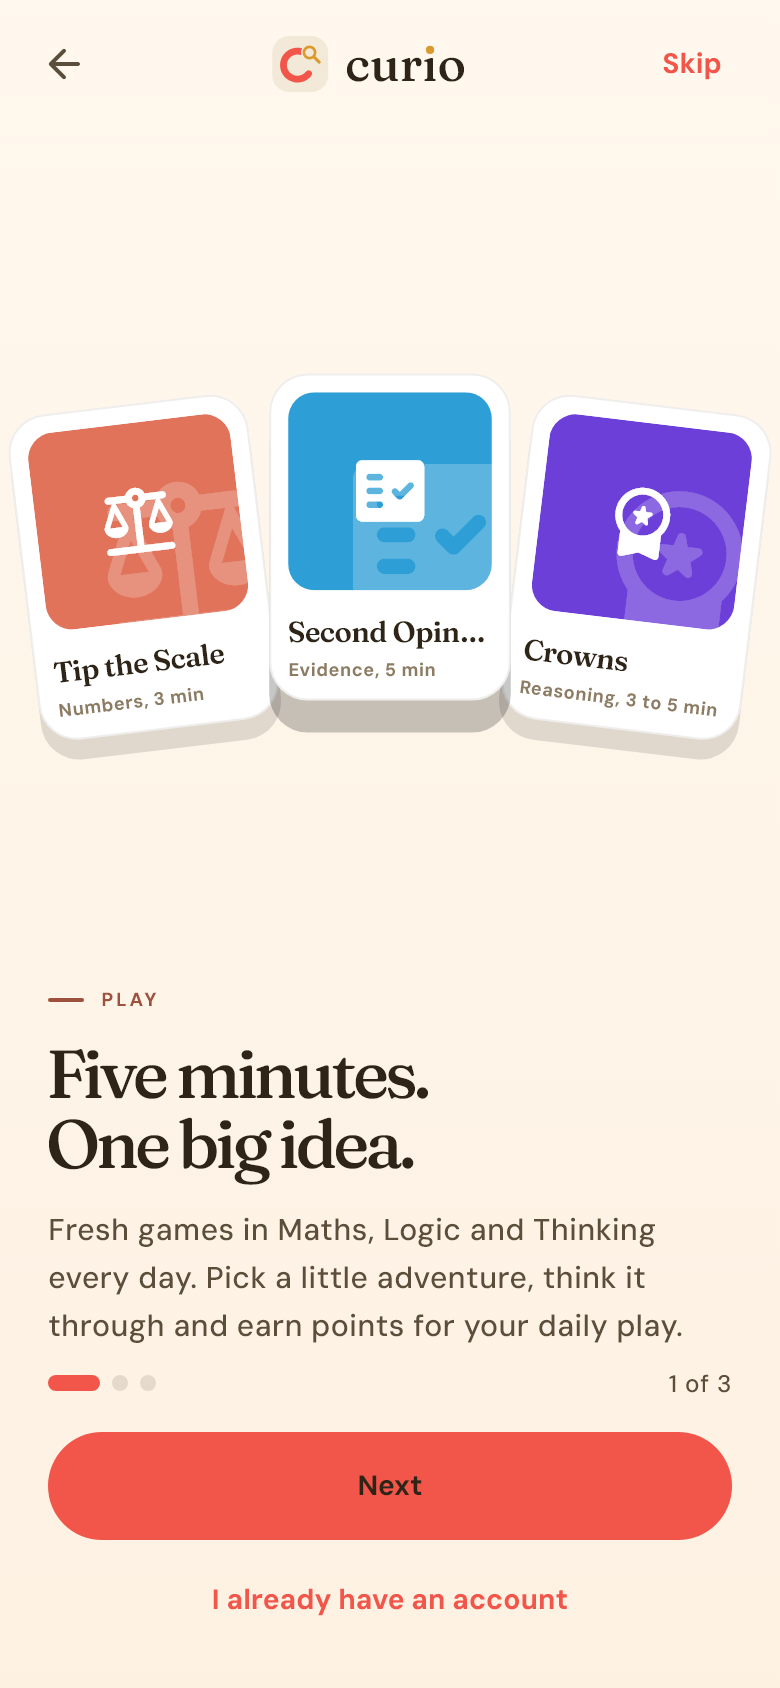 curio
Skip
Tip the Scale
Numbers, 3 min
Second Opin...
Evidence, 5 min
Crowns
Reasoning, 3 to 5 min
PLAY
Five minutes.
One big idea.
Fresh games in Maths, Logic and Thinking
every day. Pick a little adventure, think it
through and earn points for your daily play.
1 of 3
Next
I already have an account